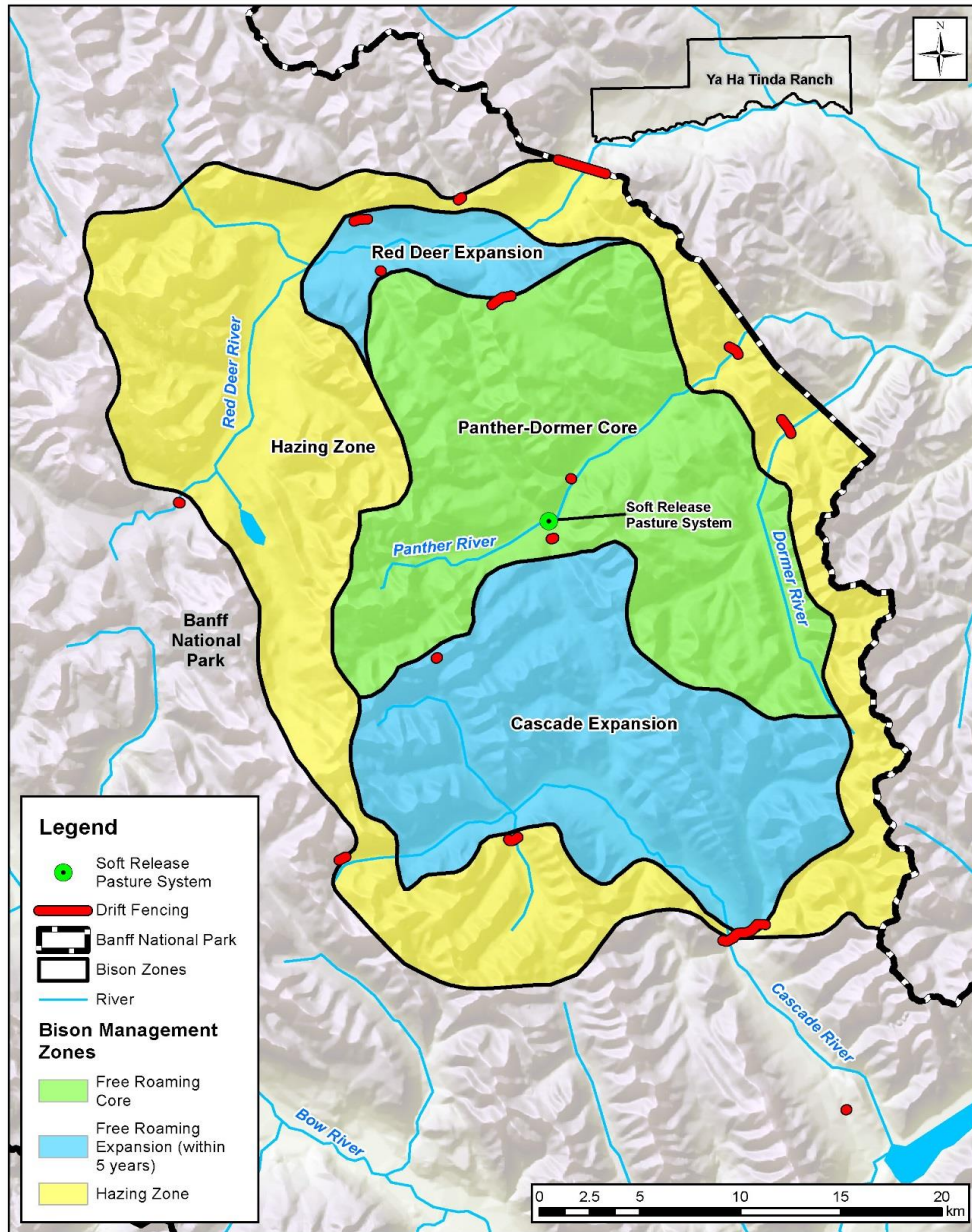 N
Ya Ha Tinda Ranch
Red Deer Expansion
Red Deer River
Hazing Zone
Panther-Dormer Core
Soft Release
Pasture System
Panther River
Dormer River
Banff
National
Park
Cascade Expansion
Cascade River
Bow River
Legend
Soft Release
Pasture System
Drift Fencing
Banff National Park
Bison Zones
River
Bison Management
Zones
Free Roaming
Core
Free Roaming
Expansion (within
5 years)
Hazing Zone
0 2.5 5 10 15 20
km